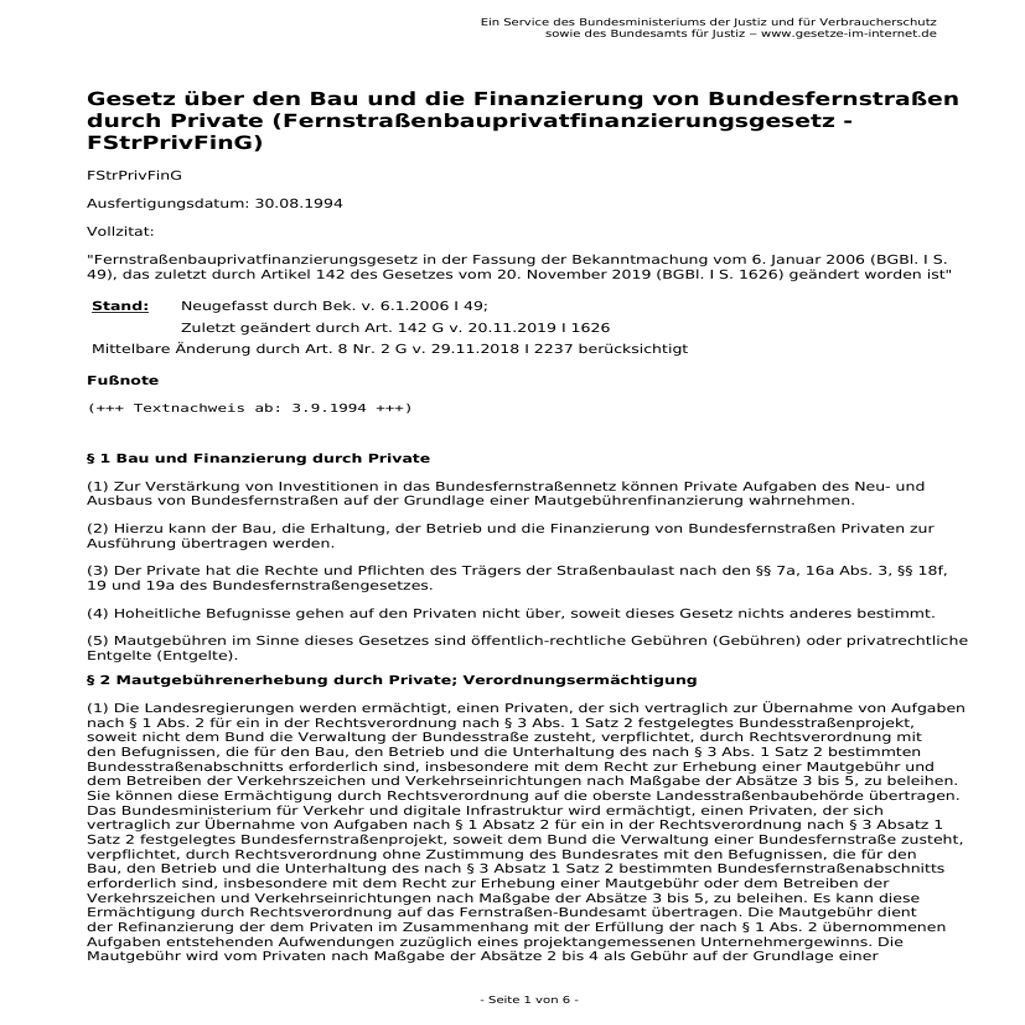 Ein Service des Bundesministeriums der Justiz und für Verbraucherschutz
sowie des Bundesamts für Justiz – www.gesetze-im-internet.de
Gesetz über den Bau und die Finanzierung von Bundesfernstraßen
durch Private (Fernstraßenbauprivatfinanzierungsgesetz -
FStrPrivFinG)
FStrPrivFinG
Ausfertigungsdatum: 30.08.1994
Vollzitat:
"Fernstraßenbauprivatfinanzierungsgesetz in der Fassung der Bekanntmachung vom 6. Januar 2006 (BGBl. I S.
49), das zuletzt durch Artikel 142 des Gesetzes vom 20. November 2019 (BGBl. I S. 1626) geändert worden ist"
Stand: Neugefasst durch Bek. v. 6.1.2006 I 49;
Zuletzt geändert durch Art. 142 G v. 20.11.2019 I 1626
Mittelbare Änderung durch Art. 8 Nr. 2 G v. 29.11.2018 I 2237 berücksichtigt
Fußnote
(+++ Textnachweis ab: 3.9.1994 +++)
§ 1 Bau und Finanzierung durch Private
(1) Zur Verstärkung von Investitionen in das Bundesfernstraßennetz können Private Aufgaben des Neu- und
Ausbaus von Bundesfernstraßen auf der Grundlage einer Mautgebührenfinanzierung wahrnehmen.
(2) Hierzu kann der Bau, die Erhaltung, der Betrieb und die Finanzierung von Bundesfernstraßen Privaten zur
Ausführung übertragen werden.
(3) Der Private hat die Rechte und Pflichten des Trägers der Straßenbaulast nach den §§ 7a, 16a Abs. 3, §§ 18f,
19 und 19a des Bundesfernstraßengesetzes.
(4) Hoheitliche Befugnisse gehen auf den Privaten nicht über, soweit dieses Gesetz nichts anderes bestimmt.
(5) Mautgebühren im Sinne dieses Gesetzes sind öffentlich-rechtliche Gebühren (Gebühren) oder privatrechtliche
Entgelte (Entgelte).
§ 2 Mautgebührenerhebung durch Private; Verordnungsermächtigung
(1) Die Landesregierungen werden ermächtigt, einen Privaten, der sich vertraglich zur Übernahme von Aufgaben
nach § 1 Abs. 2 für ein in der Rechtsverordnung nach § 3 Abs. 1 Satz 2 festgelegtes Bundesstraßenprojekt,
soweit nicht dem Bund die Verwaltung der Bundesstraße zusteht, verpflichtet, durch Rechtsverordnung mit
den Befugnissen, die für den Bau, den Betrieb und die Unterhaltung des nach § 3 Abs. 1 Satz 2 bestimmten
Bundesstraßenabschnitts erforderlich sind, insbesondere mit dem Recht zur Erhebung einer Mautgebühr und
dem Betreiben der Verkehrszeichen und Verkehrseinrichtungen nach Maßgabe der Absätze 3 bis 5, zu beleihen.
Sie können diese Ermächtigung durch Rechtsverordnung auf die oberste Landesstraßenbaubehörde übertragen.
Das Bundesministerium für Verkehr und digitale Infrastruktur wird ermächtigt, einen Privaten, der sich
vertraglich zur Übernahme von Aufgaben nach § 1 Absatz 2 für ein in der Rechtsverordnung nach § 3 Absatz 1
Satz 2 festgelegtes Bundesfernstraßenprojekt, soweit dem Bund die Verwaltung einer Bundesfernstraße zusteht,
verpflichtet, durch Rechtsverordnung ohne Zustimmung des Bundesrates mit den Befugnissen, die für den
Bau, den Betrieb und die Unterhaltung des nach § 3 Absatz 1 Satz 2 bestimmten Bundesfernstraßenabschnitts
erforderlich sind, insbesondere mit dem Recht zur Erhebung einer Mautgebühr oder dem Betreiben der
Verkehrszeichen und Verkehrseinrichtungen nach Maßgabe der Absätze 3 bis 5, zu beleihen. Es kann diese
Ermächtigung durch Rechtsverordnung auf das Fernstraßen-Bundesamt übertragen. Die Mautgebühr dient
der Refinanzierung der dem Privaten im Zusammenhang mit der Erfüllung der nach § 1 Abs. 2 übernommenen
Aufgaben entstehenden Aufwendungen zuzüglich eines projektangemessenen Unternehmergewinns. Die
Mautgebühr wird vom Privaten nach Maßgabe der Absätze 2 bis 4 als Gebühr auf der Grundlage einer
- Seite 1 von 6 -